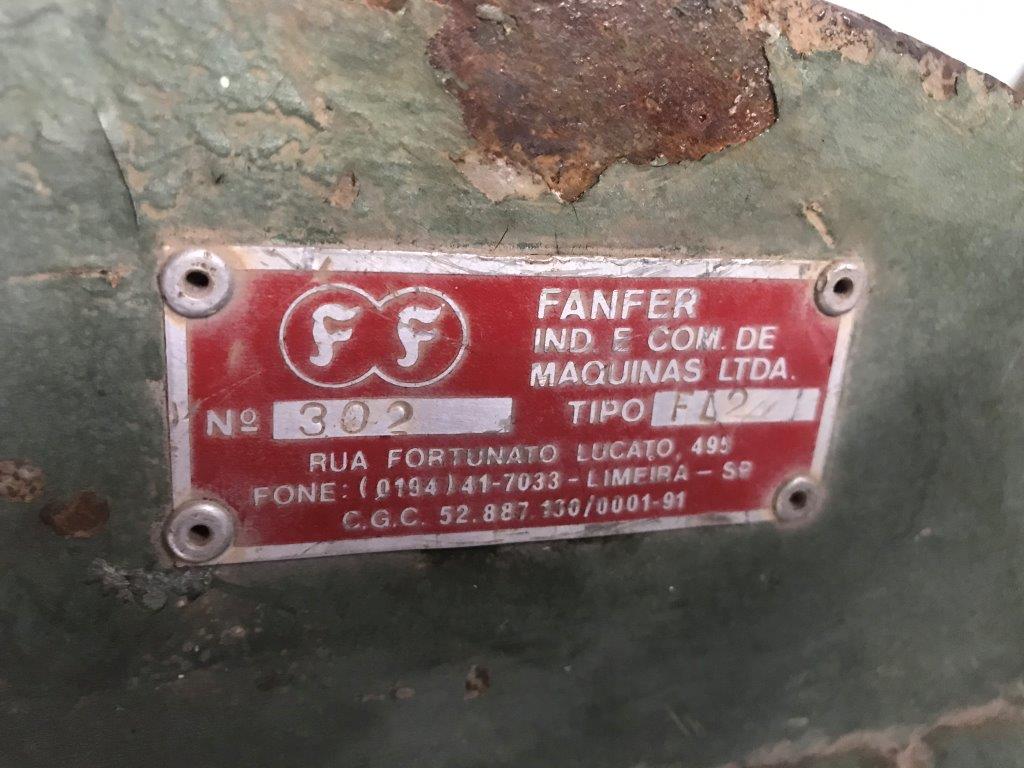 F F
FANFER
IND. E COM. DE
MAQUINAS LTDA.
Nº 302 TIPO
RUA FORTUNATO LUCATO, 495
FONE: (0194) 41-7033 - LIMEIRA - SP
C.G.C. 52.887.130/0001-91